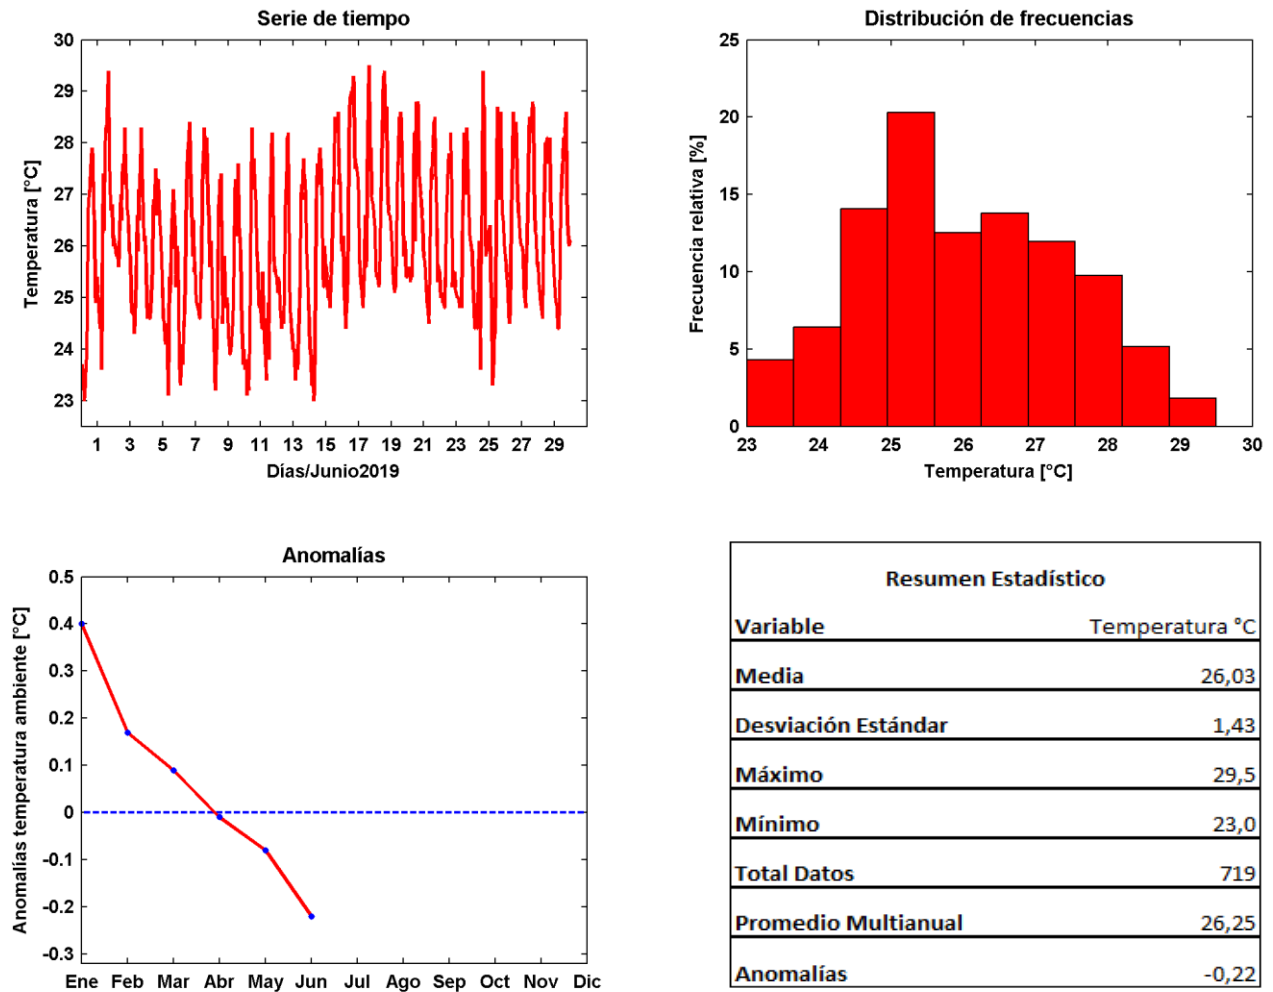 Serie de tiempo
30
29
28
27
26
25
24
23
Temperatura [°C]
1 3 5 7 9 11 13 15 17 19 21 23 25 27 29
Días/Junio2019
Distribución de frecuencias
25
20
15
10
5
0
Frecuencia relativa [%]
23 24 25 26 27 28 29 30
Temperatura [°C]
Anomalías
0.5
0.4
0.3
0.2
0.1
0
-0.1
-0.2
-0.3
Anomalías temperatura ambiente [°C]
Ene Feb Mar Abr May Jun Jul Ago Sep Oct Nov Dic
Resumen Estadístico
Variable Temperatura °C
Media 26,03
Desviación Estándar 1,43
Máximo 29,5
Mínimo 23,0
Total Datos 719
Promedio Multianual 26,25
Anomalías -0,22